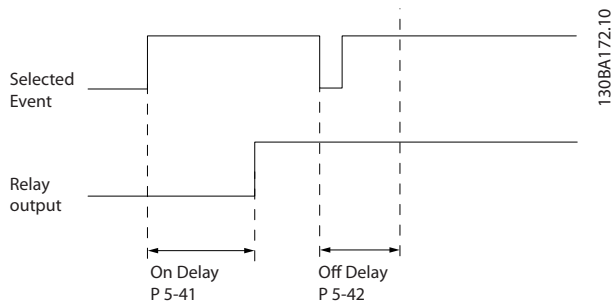 130BA172.10
Selected
Event
Relay
output
On Delay
P 5-41
Off Delay
P 5-42